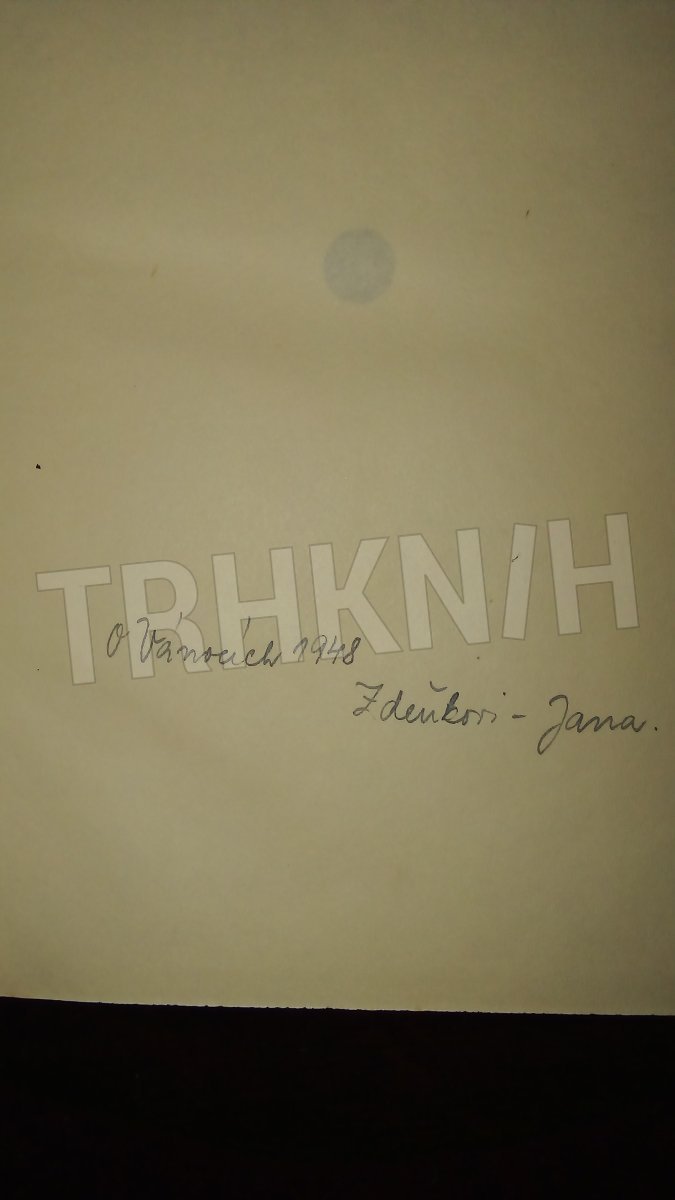 TRHKNIH
O Vánocích 1948
Zdeňkovi - Jana.